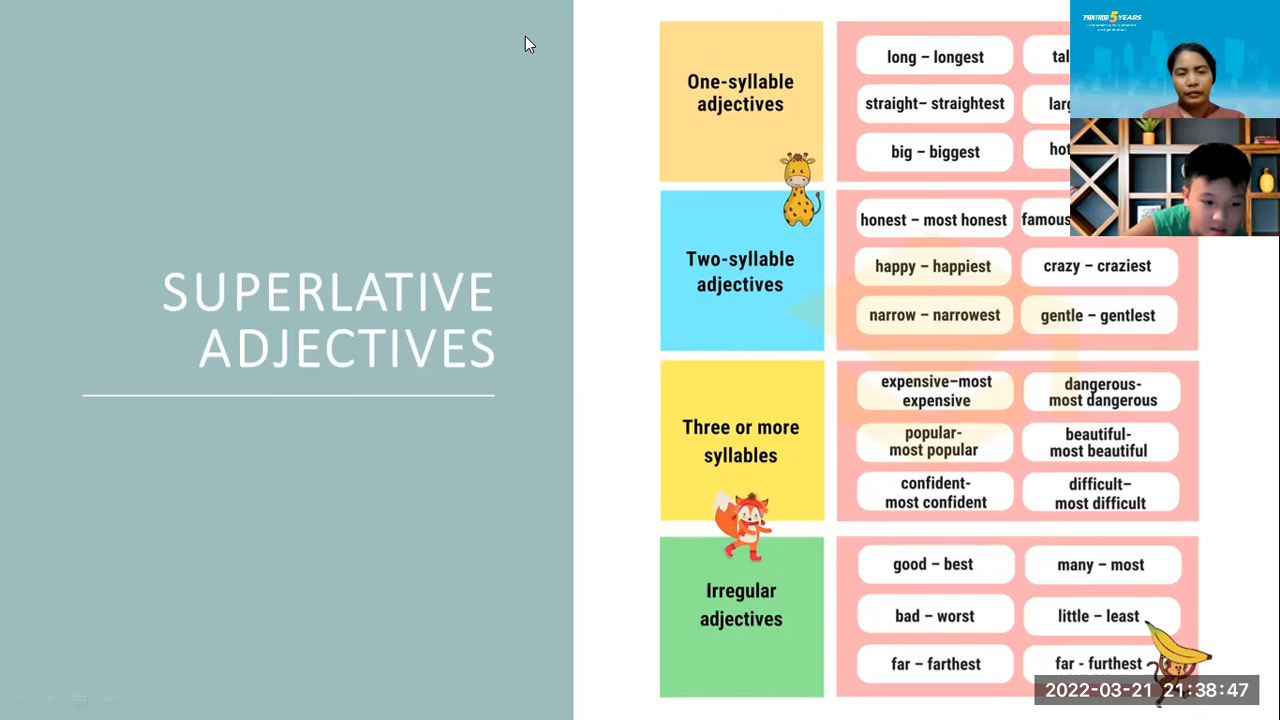 SUPERLATIVE
ADJECTIVES
One-syllable
adjectives
long – longest
straight– straightest
big – biggest
Two-syllable
adjectives
honest – most honest
famous
happy – happiest
crazy – craziest
narrow – narrowest
gentle – gentlest
Three or more
syllables
expensive–most
expensive
dangerous-
most dangerous
popular-
most popular
beautiful-
most beautiful
confident-
most confident
difficult–
most difficult
Irregular
adjectives
good – best
many – most
bad – worst
little – least
far – farthest
far - furthest
5 YEARS
2022-03-21 21:38:47